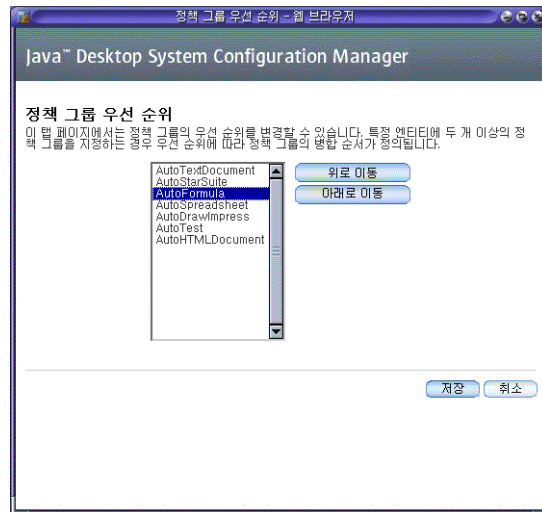 정책 그룹 우선 순위 - 웹 브라우저
Java™ Desktop System Configuration Manager
정책 그룹 우선 순위
이 탭 페이지에서는 정책 그룹의 우선 순위를 변경할 수 있습니다. 특정 엔티티에 두 개 이상의 정
책 그룹을 지정하는 경우 우선 순위에 따라 정책 그룹의 병합 순서가 정의됩니다.
AutoTextDocument
AutoStarSuite
AutoFormula
AutoSpreadsheet
AutoDrawImpress
AutoTest
AutoHTMLDocument
위로 이동
아래로 이동
저장
취소